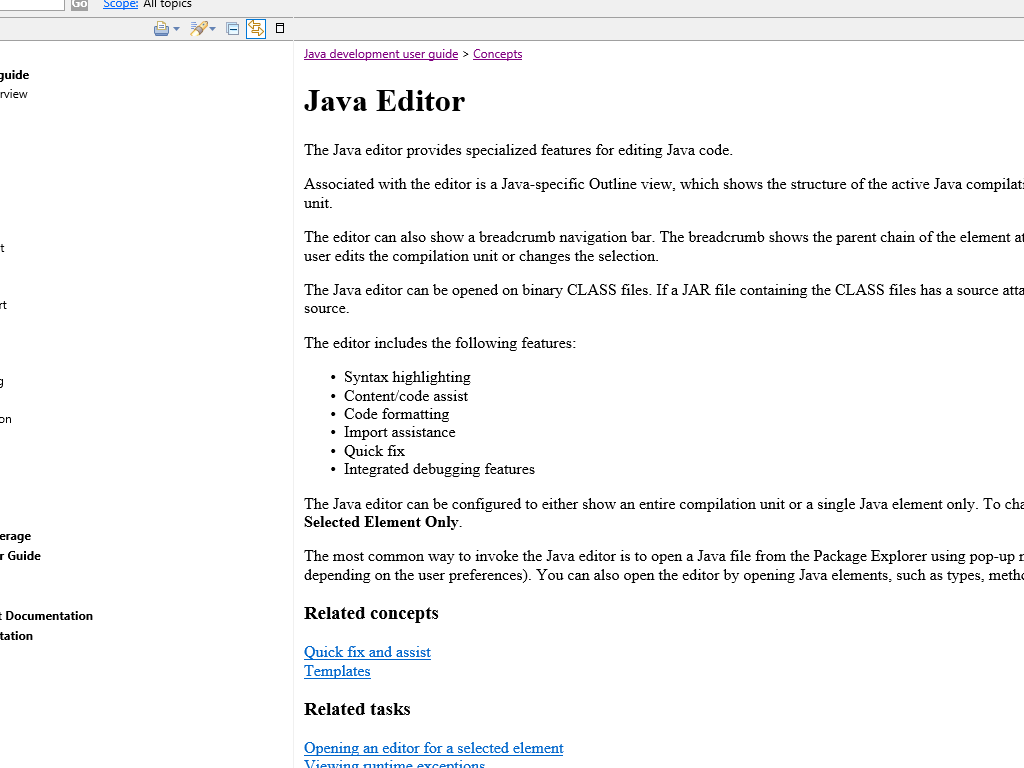 Go Scope: All topics
guide
rview
t
rt
g
on
erage
r Guide
t Documentation
tation
Java development user guide > Concepts
Java Editor
The Java editor provides specialized features for editing Java code.
Associated with the editor is a Java-specific Outline view, which shows the structure of the active Java compilati
unit.
The editor can also show a breadcrumb navigation bar. The breadcrumb shows the parent chain of the element at
user edits the compilation unit or changes the selection.
The Java editor can be opened on binary CLASS files. If a JAR file containing the CLASS files has a source atta
source.
The editor includes the following features:
• Syntax highlighting
• Content/code assist
• Code formatting
• Import assistance
• Quick fix
• Integrated debugging features
The Java editor can be configured to either show an entire compilation unit or a single Java element only. To cha
Selected Element Only.
The most common way to invoke the Java editor is to open a Java file from the Package Explorer using pop-up m
depending on the user preferences). You can also open the editor by opening Java elements, such as types, metho
Related concepts
Quick fix and assist
Templates
Related tasks
Opening an editor for a selected element
Viewing runtime exceptions